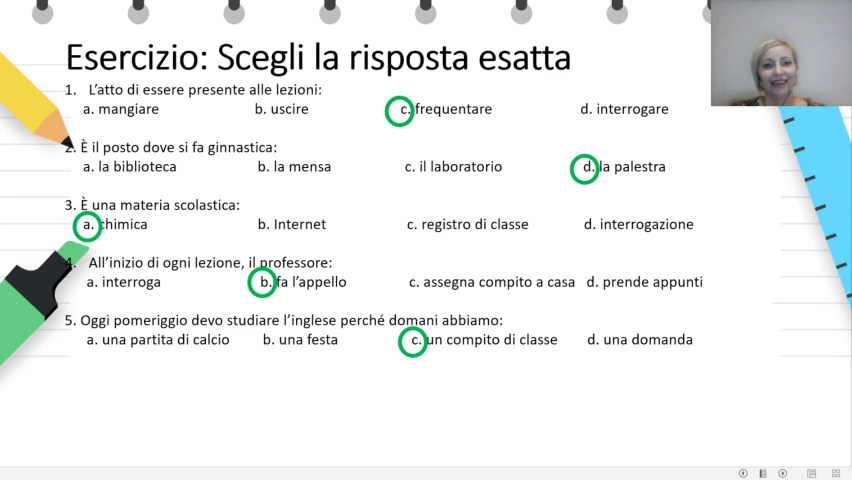 Esercizio: Scegli la risposta esatta
1. L’atto di essere presente alle lezioni:
a. mangiare b. uscire c. frequentare d. interrogare
2. È il posto dove si fa ginnastica:
a. la biblioteca b. la mensa c. il laboratorio d. la palestra
3. È una materia scolastica:
a. chimica b. Internet c. registro di classe d. interrogazione
4. All’inizio di ogni lezione, il professore:
a. interroga b. fa l’appello c. assegna compito a casa d. prende appunti
5. Oggi pomeriggio devo studiare l’inglese perché domani abbiamo:
a. una partita di calcio b. una festa c. un compito di classe d. una domanda